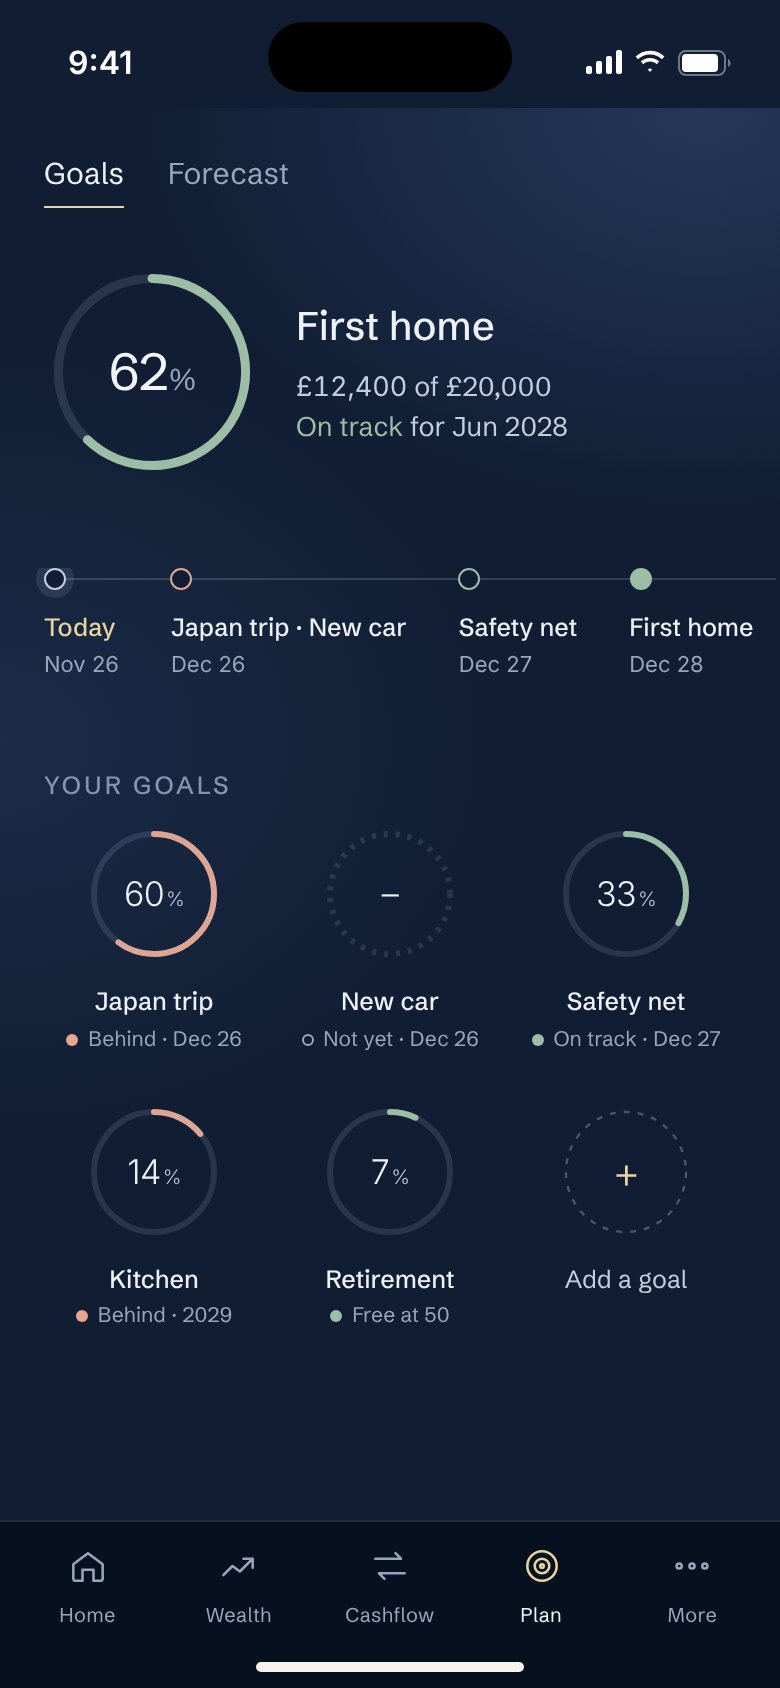 9:41
Goals Forecast
62%
First home
£12,400 of £20,000
On track for Jun 2028
Today Japan trip · New car Safety net First home
Nov 26 Dec 26 Dec 27 Dec 28
YOUR GOALS
60% – 33%
Japan trip New car Safety net
Behind · Dec 26 Not yet · Dec 26 On track · Dec 27
14% 7% +
Kitchen Retirement Add a goal
Behind · 2029 Free at 50
Home Wealth Cashflow Plan More